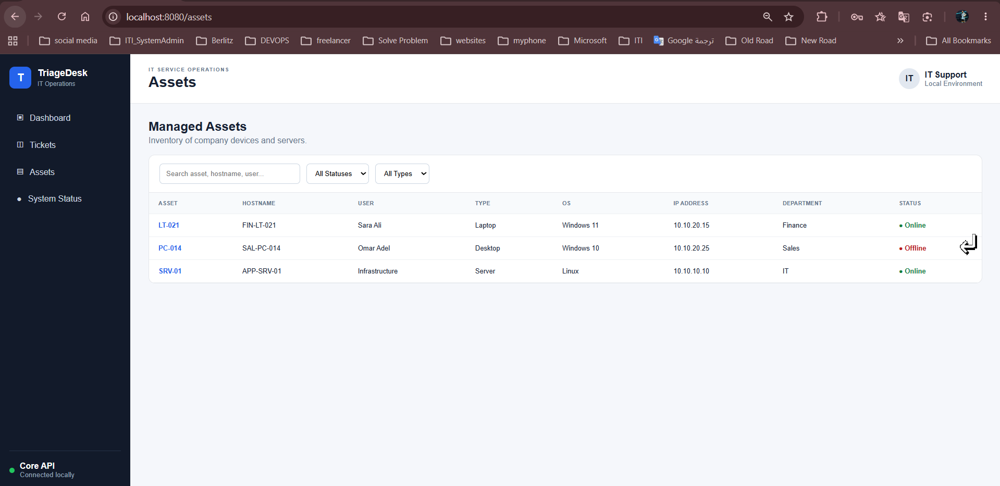 localhost:8080/assets
social media
ITI_SystemAdmin
Berlitz
DEVOPS
freelancer
Solve Problem
websites
myphone
Microsoft
ITI
Google ترجمة
Old Road
New Road
All Bookmarks
T
TriageDesk
IT Operations
Dashboard
Tickets
Assets
System Status
Core API
Connected locally
IT SERVICE OPERATIONS
Assets
IT
IT Support
Local Environment
Managed Assets
Inventory of company devices and servers.
Search asset, hostname, user...
All Statuses
All Types
ASSET HOSTNAME USER TYPE OS IP ADDRESS DEPARTMENT STATUS
LT-021 FIN-LT-021 Sara Ali Laptop Windows 11 10.10.20.15 Finance Online
PC-014 SAL-PC-014 Omar Adel Desktop Windows 10 10.10.20.25 Sales Offline
SRV-01 APP-SRV-01 Infrastructure Server Linux 10.10.10.10 IT Online